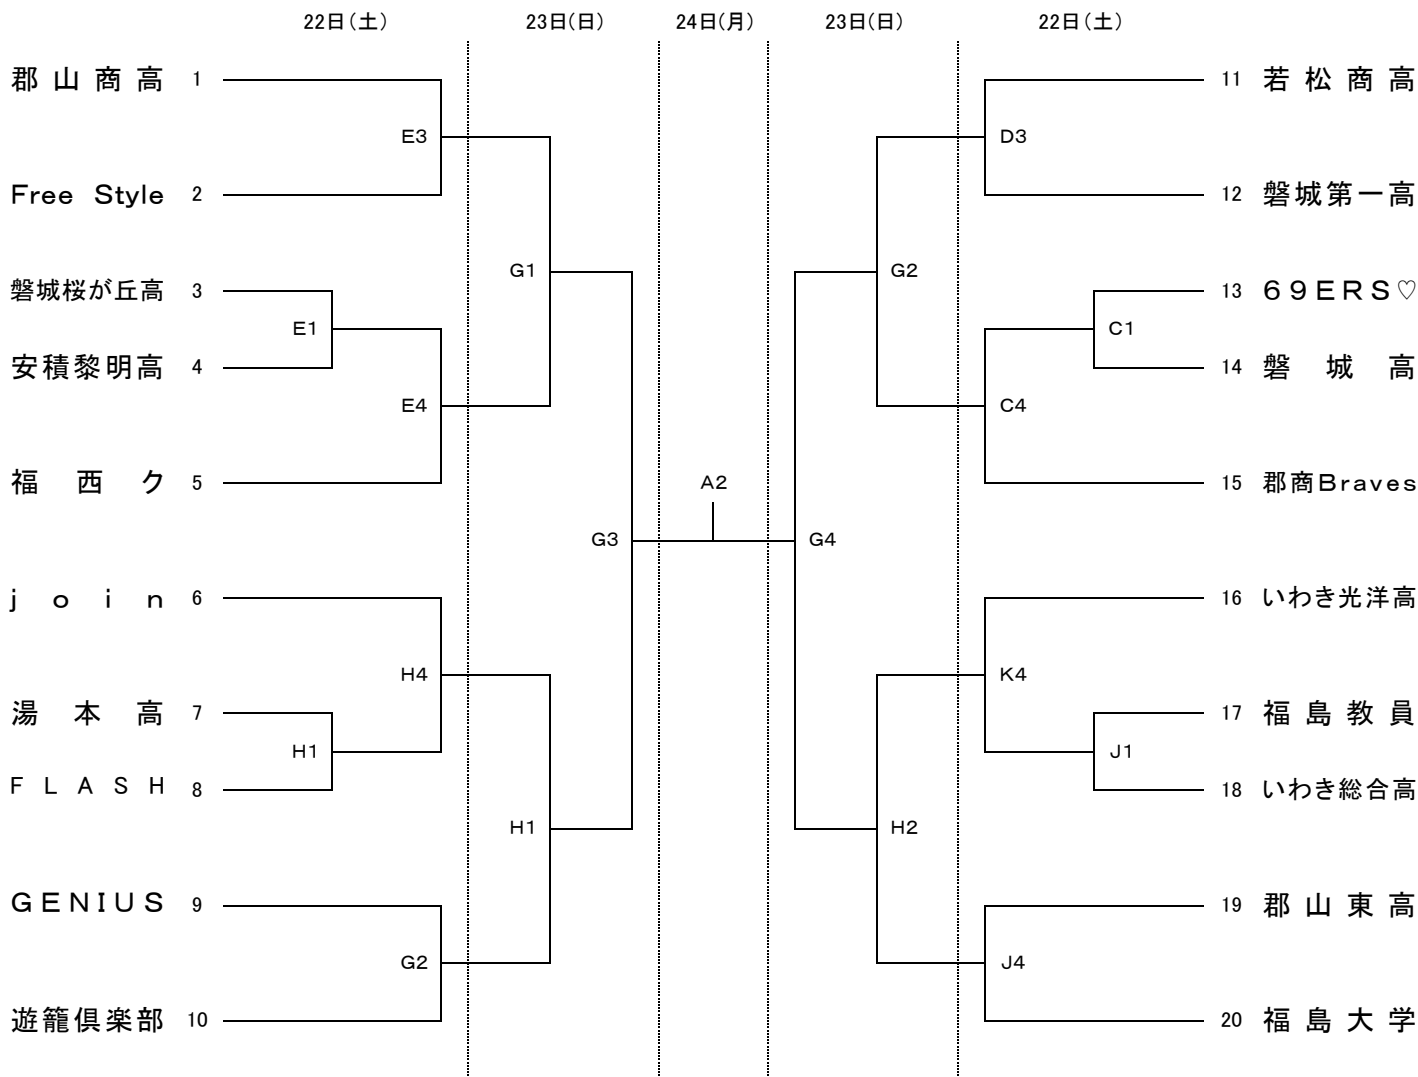 22日(土) 23日(日) 24日(月) 23日(日) 22日(土)
郡山商高 1 11 若松商高
E3 D3
Free Style 2 12 磐城第一高
G1 G2
磐城桜が丘高 3 13 69ERS♡
E1 C1
安積黎明高 4 14 磐城高
E4 C4
福西ク 5 A2 15 郡商Braves
G3 G4
join 6 16 いわき光洋高
H4 K4
湯本高 7 17 福島教員
H1 J1
FLASH 8 18 いわき総合高
H1 H2
GENIUS 9 19 郡山東高
G2 J4
遊籠倶楽部 10 20 福島大学